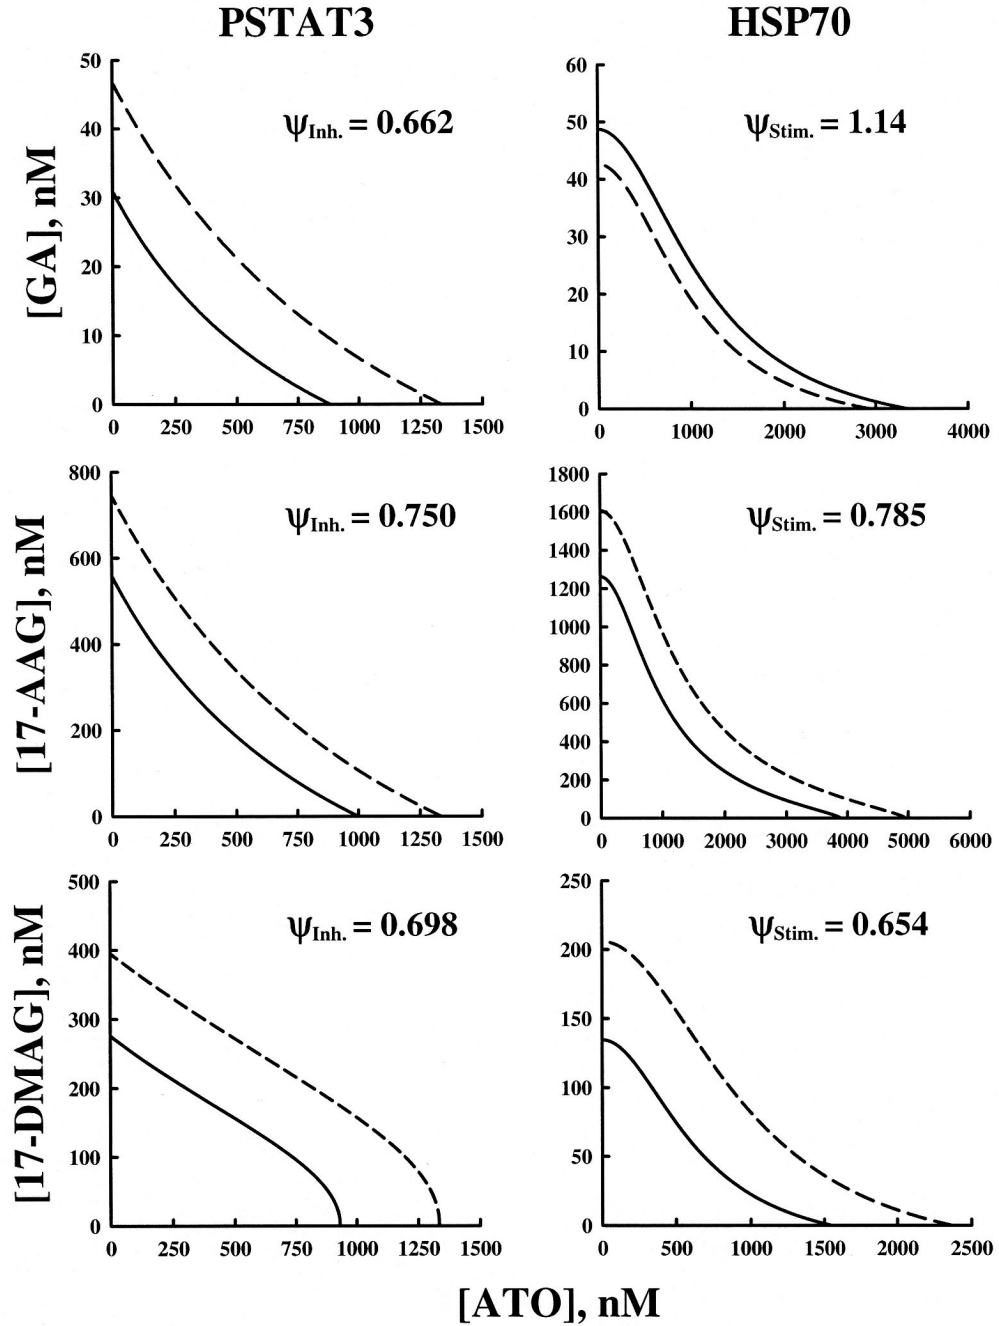 PSTAT3
HSP70
[GA], nM
50
40
30
20
10
0
ψInh. = 0.662
0 250 500 750 1000 1250 1500
60
50
40
30
20
10
0
ψStim. = 1.14
0 1000 2000 3000 4000
[17-AAG], nM
800
600
400
200
0
ψInh. = 0.750
0 250 500 750 1000 1250 1500
1800
1600
1400
1200
1000
800
600
400
200
0
ψStim. = 0.785
0 1000 2000 3000 4000 5000 6000
[17-DMAG], nM
500
400
300
200
100
0
ψInh. = 0.698
0 250 500 750 1000 1250 1500
250
200
150
100
50
0
ψStim. = 0.654
0 500 1000 1500 2000 2500
[ATO], nM